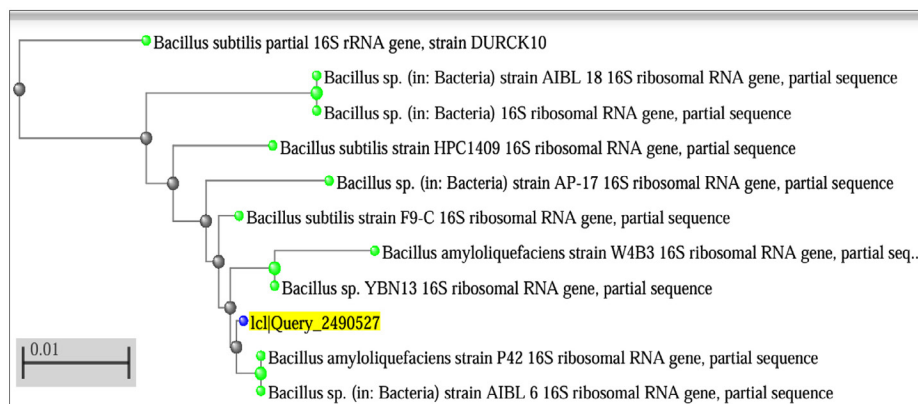 Bacillus subtilis partial 16S rRNA gene, strain DURCK10
Bacillus sp. (in: Bacteria) strain AIBL 18 16S ribosomal RNA gene, partial sequence
Bacillus sp. (in: Bacteria) 16S ribosomal RNA gene, partial sequence
Bacillus subtilis strain HPC1409 16S ribosomal RNA gene, partial sequence
Bacillus sp. (in: Bacteria) strain AP-17 16S ribosomal RNA gene, partial sequence
Bacillus subtilis strain F9-C 16S ribosomal RNA gene, partial sequence
Bacillus amyloliquefaciens strain W4B3 16S ribosomal RNA gene, partial seq...
Bacillus sp. YBN13 16S ribosomal RNA gene, partial sequence
lcl|Query_2490527
0.01
Bacillus amyloliquefaciens strain P42 16S ribosomal RNA gene, partial sequence
Bacillus sp. (in: Bacteria) strain AIBL 6 16S ribosomal RNA gene, partial sequence